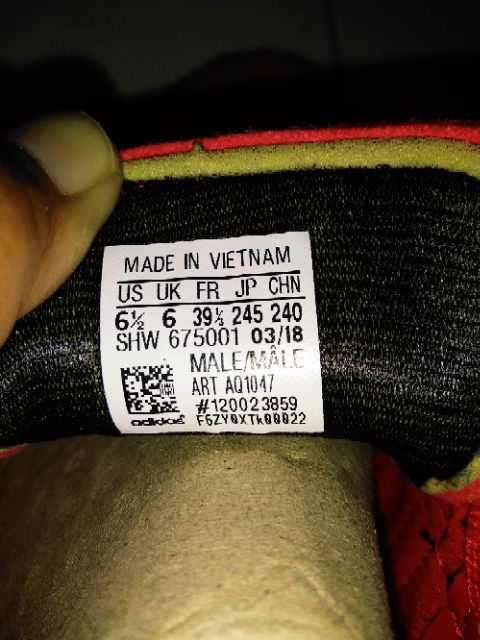 MADE IN VIETNAM
US UK FR JP CHN
6½ 6 39⅓ 245 240
SHW 675001 03/18
MALE/MÂLE
ART AQ1047
#120023859
adidas F6ZY0XTk00022